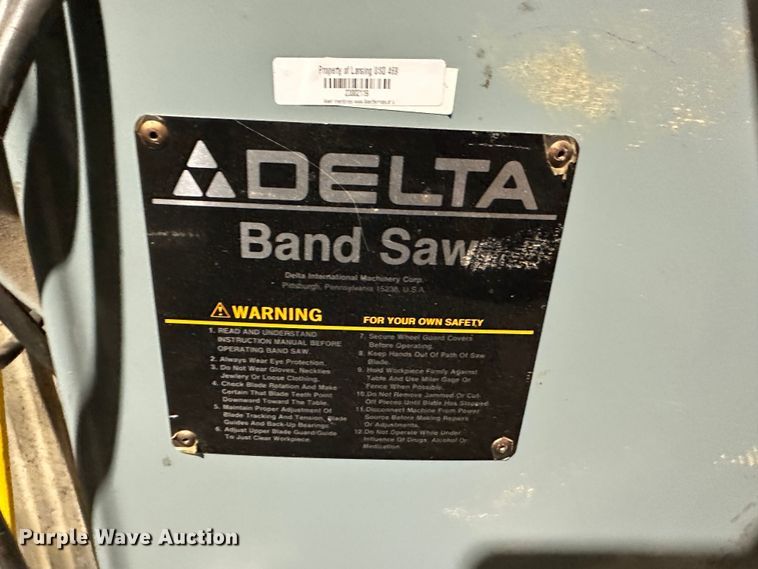 Property of Lansing USD 469
DELTA
Band Saw
Delta International Machinery Corp.
Pittsburgh, Pennsylvania 15238, U.S.A.
WARNING
FOR YOUR OWN SAFETY
1. READ AND UNDERSTAND
INSTRUCTION MANUAL BEFORE
OPERATING BAND SAW.
2. Always Wear Eye Protection.
3. Do Not Wear Gloves, Neckties
Jewelry Or Loose Clothing.
4. Check Blade Rotation And Make
Certain That Blade Teeth Point
Downward Toward The Table.
5. Maintain Proper Adjustment Of
Blade Tracking And Tension, Blade
Guides And Back-Up Bearings.
6. Adjust Upper Blade Guard/Guide
To Just Clear Workpiece.
7. Secure Wheel Guard Covers
Before Operating.
8. Keep Hands Out Of Path Of Saw
Blade.
9. Hold Workpiece Firmly Against
Table And Use Miter Gage Or
Fence When Possible.
10. Do Not Remove Jammed Or Cut-
Off Pieces Until Blade Has Stopped.
11. Disconnect Machine From Power
Source Before Making Repairs
Or Adjustments.
12. Do Not Operate While Under
Influence Of Drugs, Alcohol Or
Medication.
Purple Wave Auction